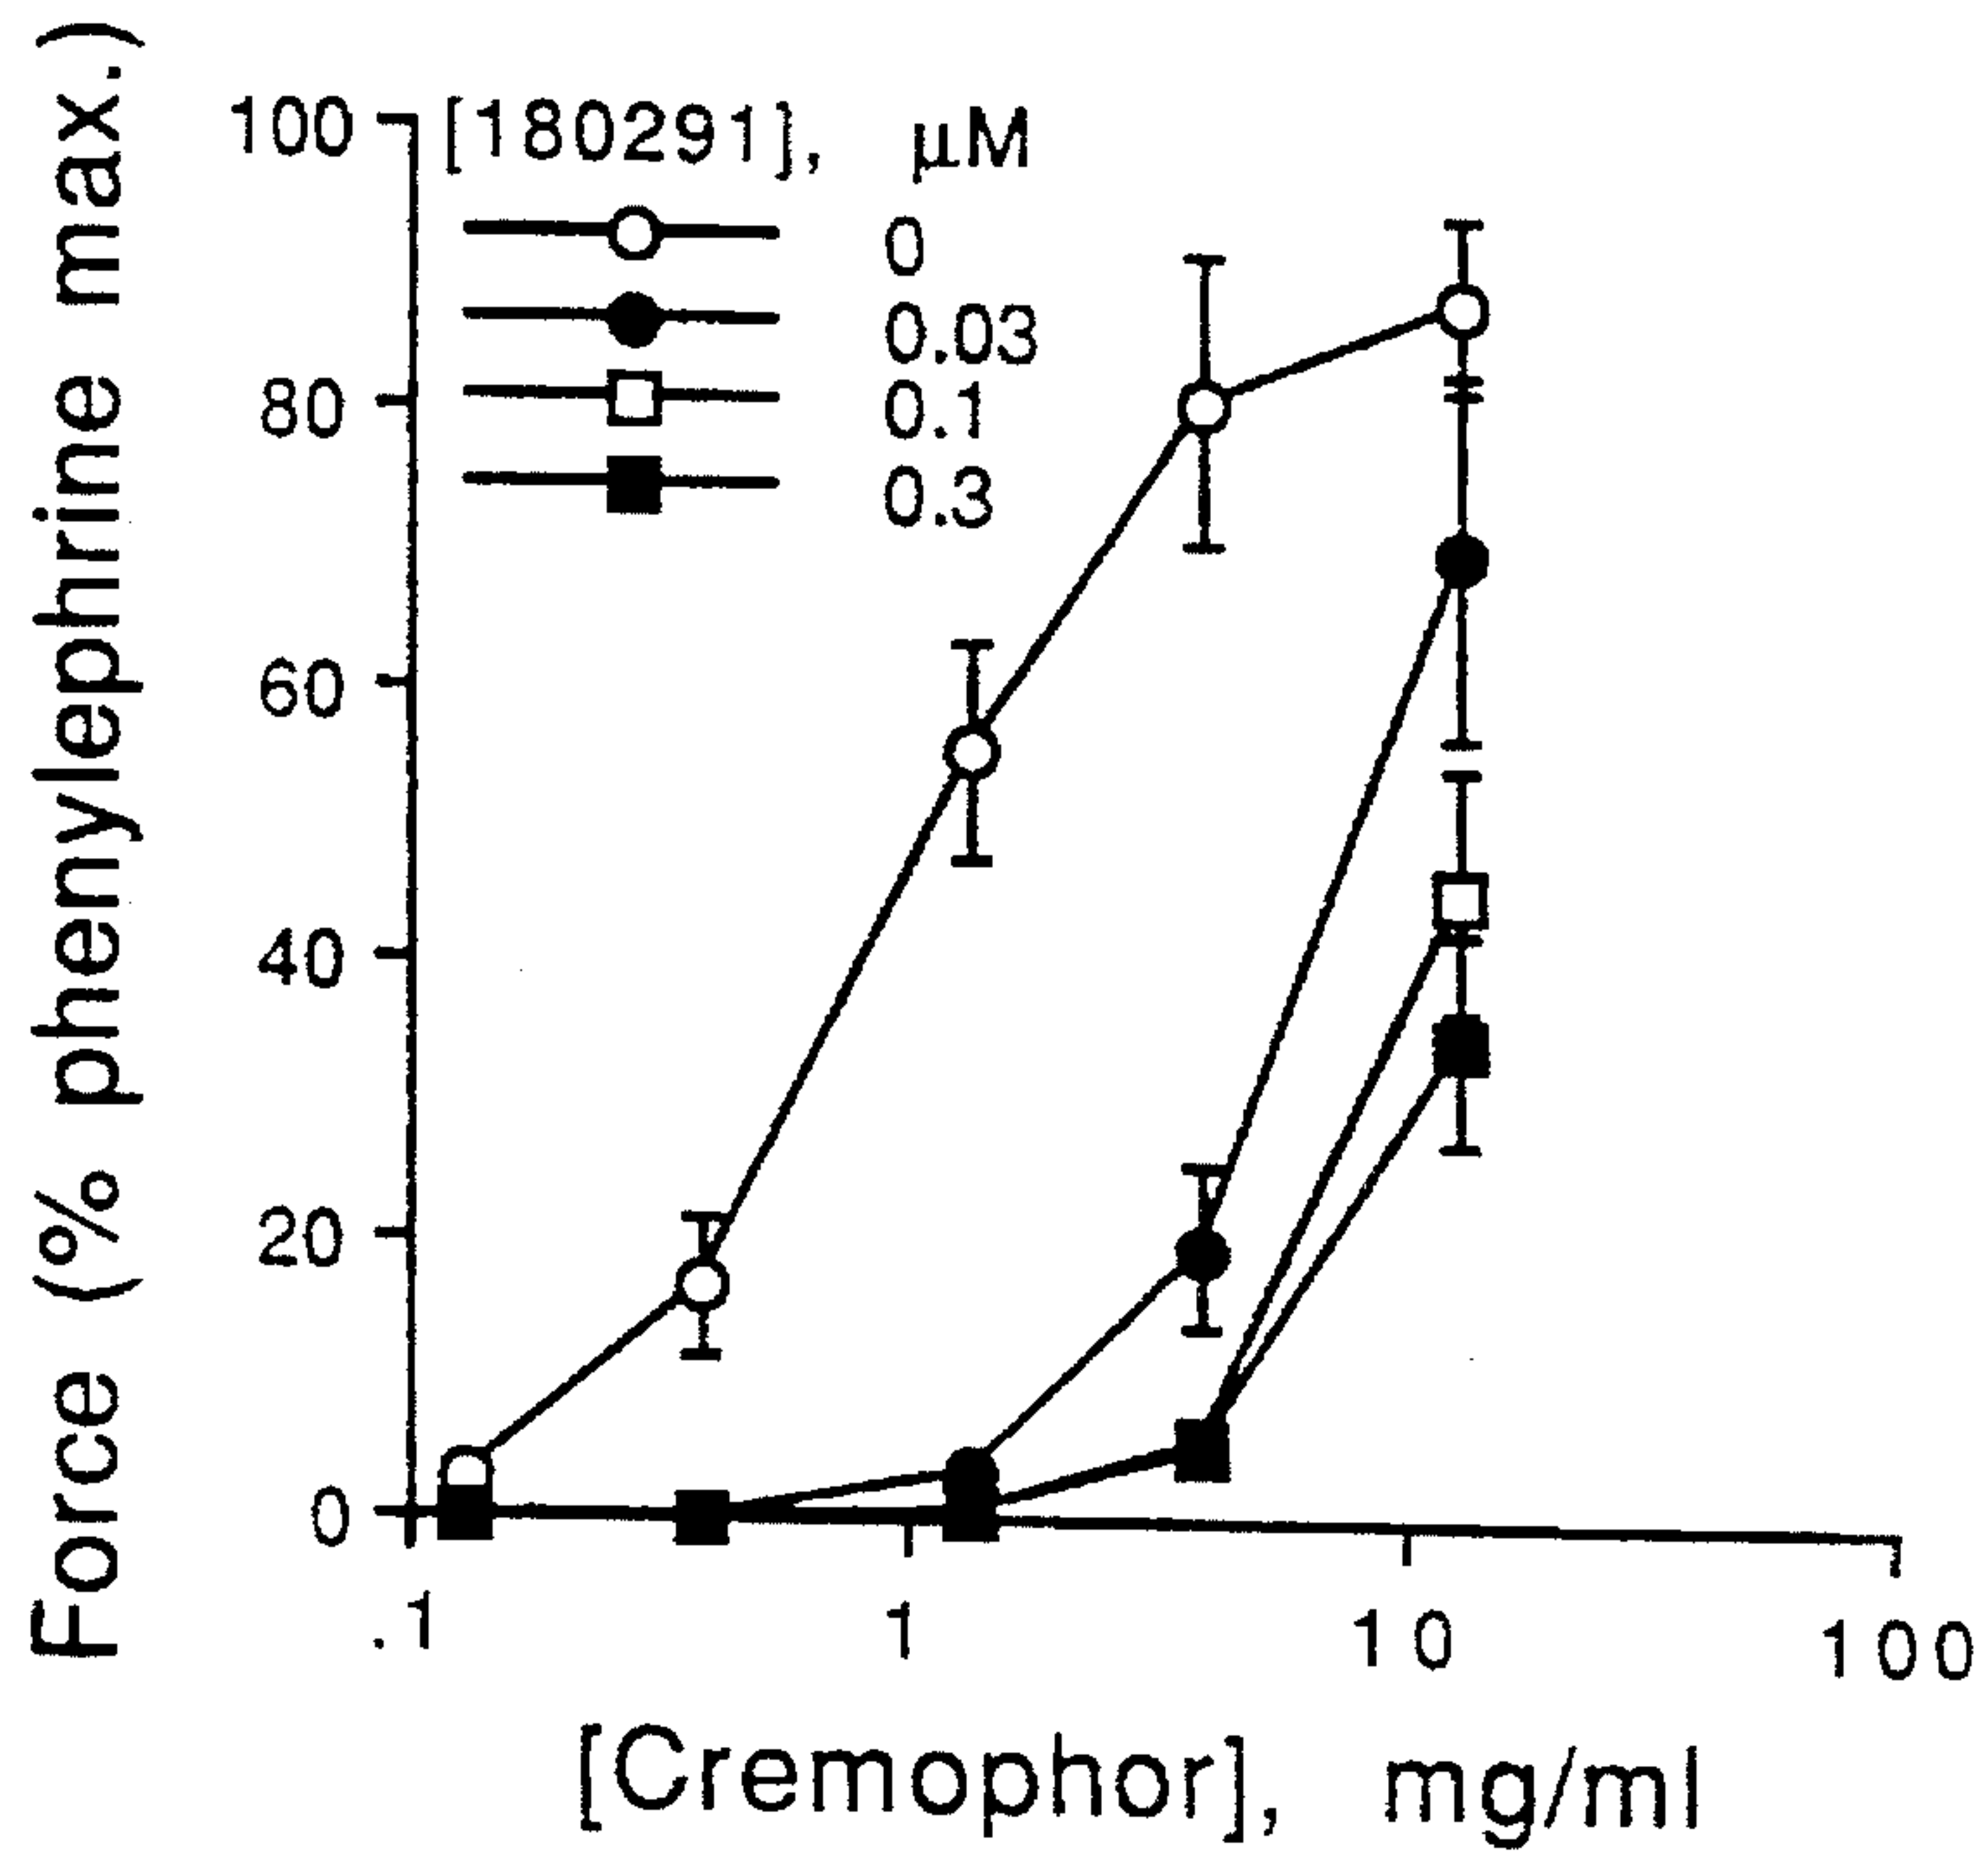 Force (% phenylephrine max.)
100
80
60
40
20
0
[180291], µM
0
0.03
0.1
0.3
.1 1 10 100
[Cremophor], mg/ml